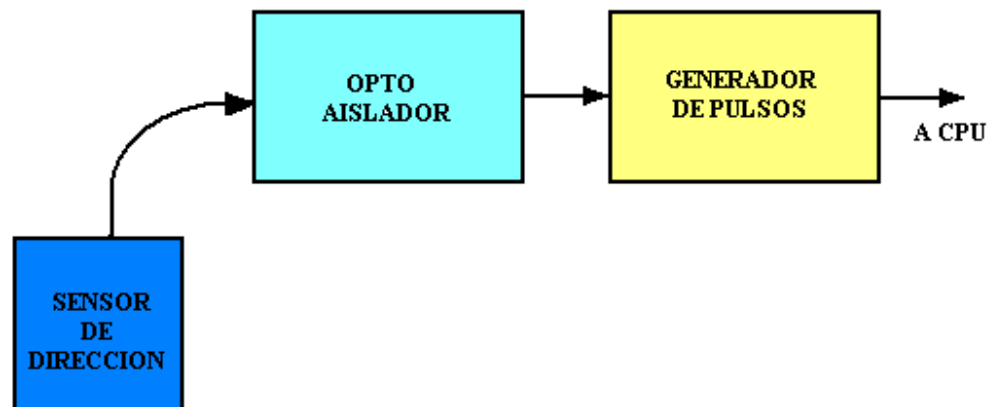 OPTO
AISLADOR
GENERADOR
DE PULSOS
A CPU
SENSOR
DE
DIRECCION